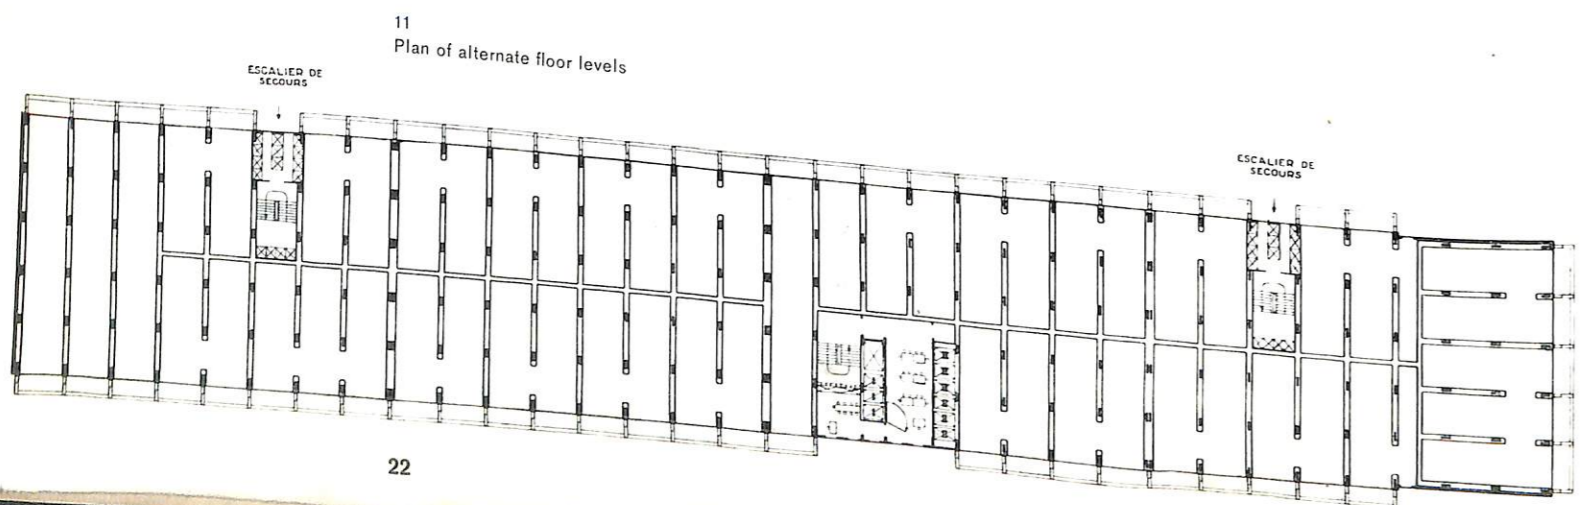 11
Plan of alternate floor levels
ESCALIER DE
SECOURS
ESCALIER DE
SECOURS
22